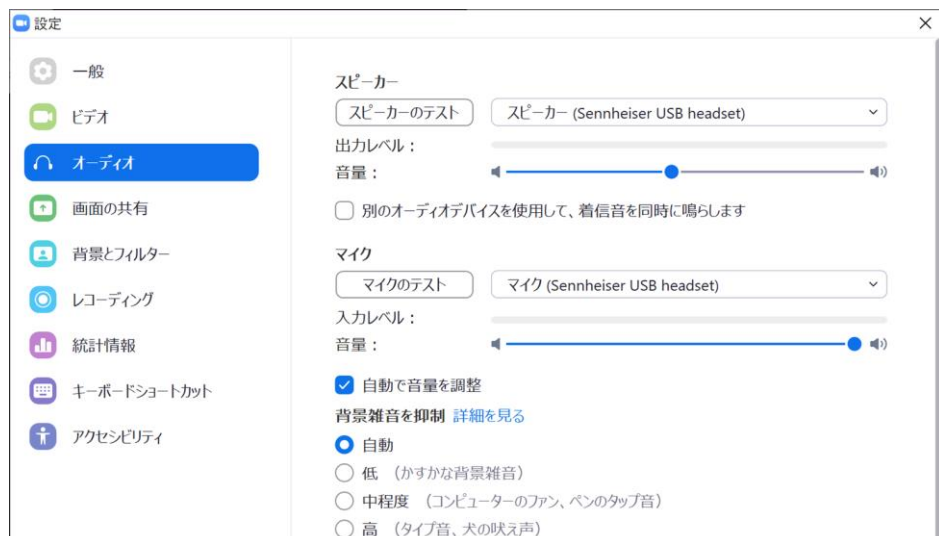 設定
一般
ビデオ
オーディオ
画面の共有
背景とフィルター
レコーディング
統計情報
キーボードショートカット
アクセシビリティ
スピーカー
スピーカーのテスト スピーカー (Sennheiser USB headset)
出力レベル：
音量：
別のオーディオデバイスを使用して、着信音を同時に鳴らします
マイク
マイクのテスト マイク (Sennheiser USB headset)
入力レベル：
音量：
自動で音量を調整
背景雑音を抑制 詳細を見る
自動
低 （かすかな背景雑音）
中程度 （コンピューターのファン、ペンのタップ音）
高 （タイプ音、犬の吠え声）